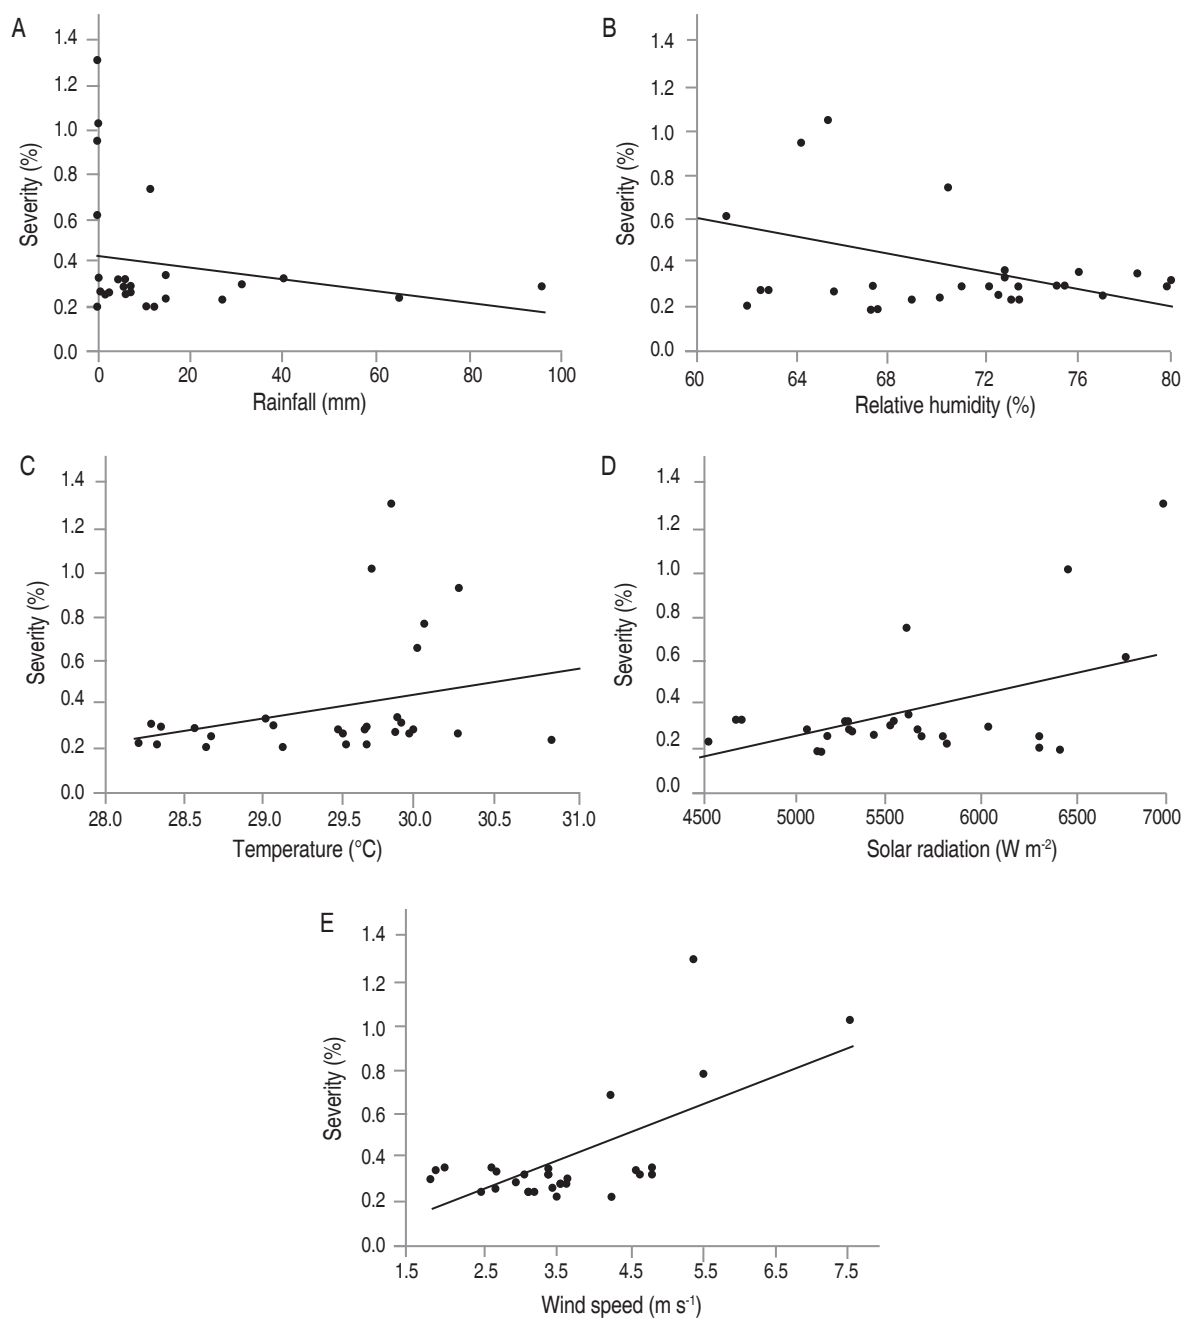 A
1.4
1.2
1.0
0.8
0.6
0.4
0.2
0.0
Severity (%)
0 20 40 60 80 100
Rainfall (mm)
B
1.4
1.2
1.0
0.8
0.6
0.4
0.2
0.0
Severity (%)
60 64 68 72 76 80
Relative humidity (%)
C
1.4
1.2
1.0
0.8
0.6
0.4
0.2
0.0
Severity (%)
28.0 28.5 29.0 29.5 30.0 30.5 31.0
Temperature (°C)
D
1.4
1.2
1.0
0.8
0.6
0.4
0.2
0.0
Severity (%)
4500 5000 5500 6000 6500 7000
Solar radiation (W m-2)
E
1.4
1.2
1.0
0.8
0.6
0.4
0.2
0.0
Severity (%)
1.5 2.5 3.5 4.5 5.5 6.5 7.5
Wind speed (m s-1)